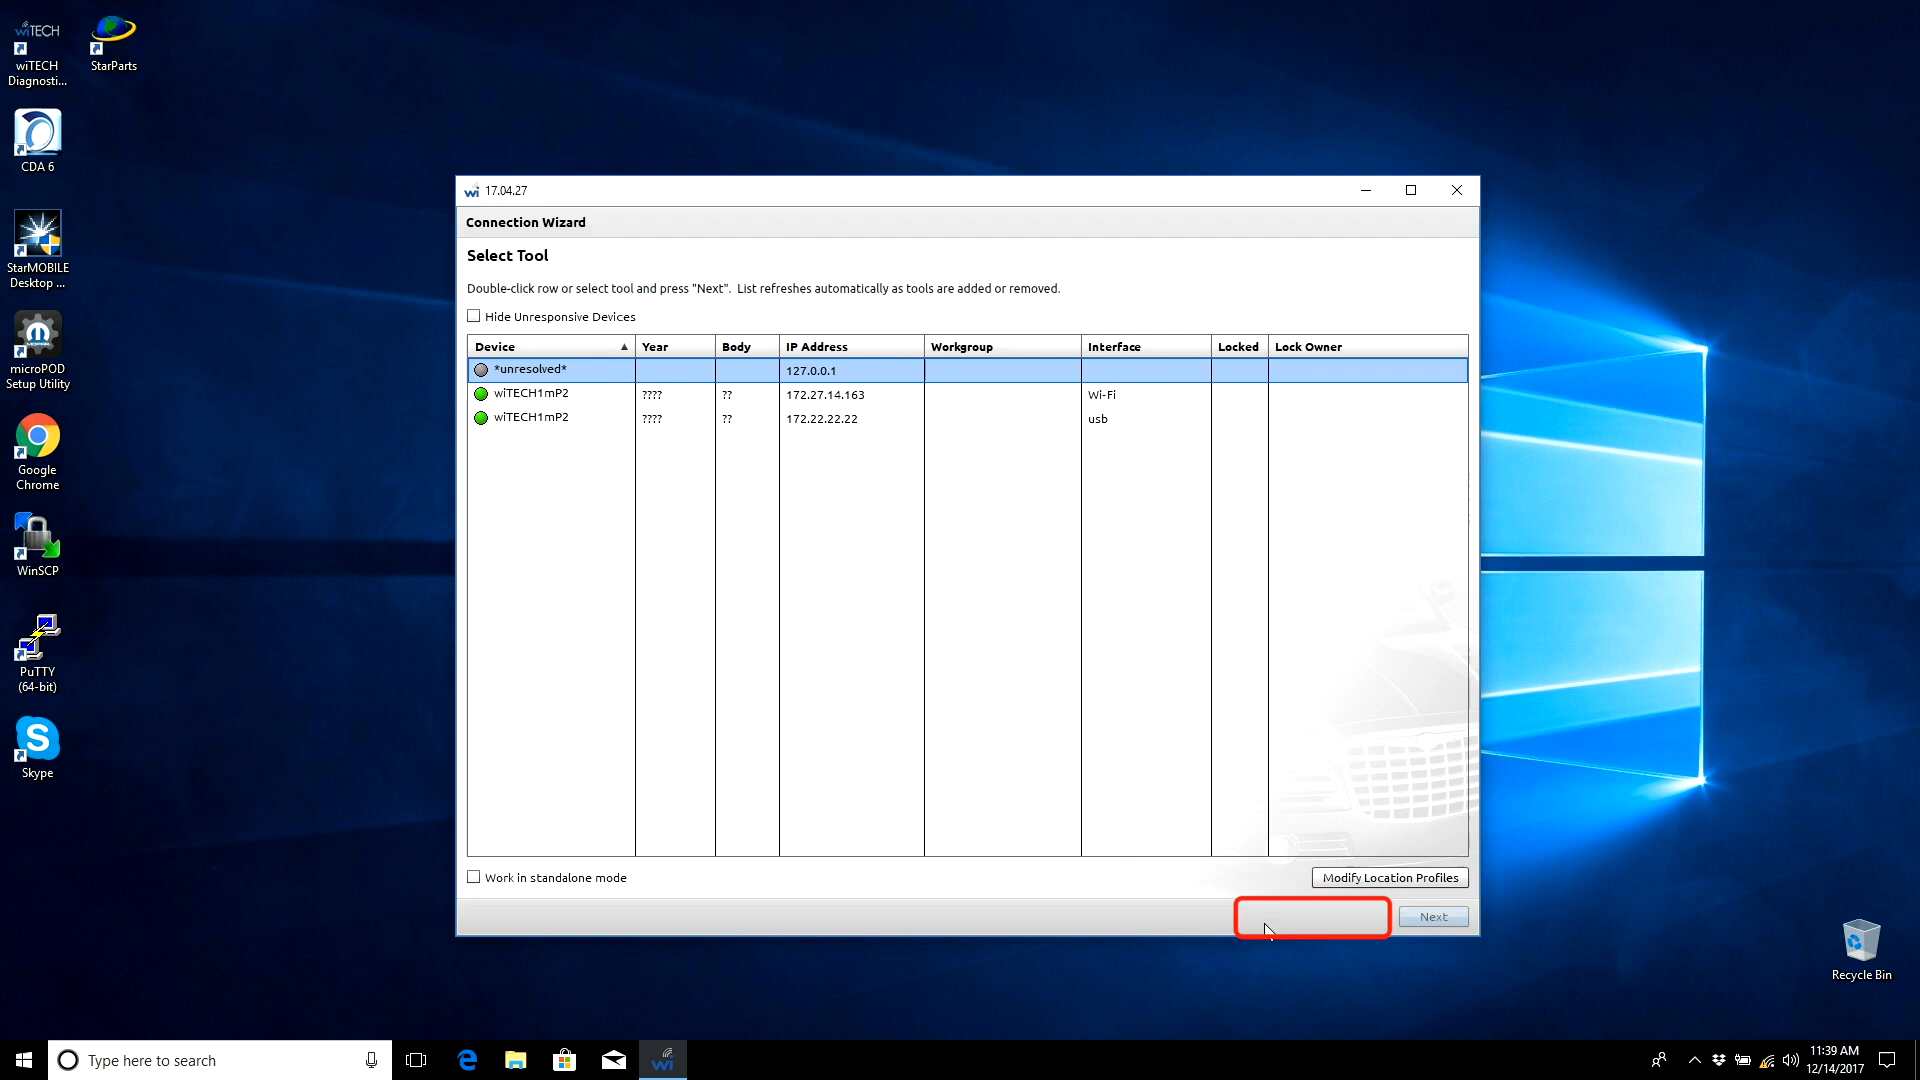 wiTECH
wiTECH
Diagnosti...
StarParts
CDA 6
StarMOBILE
Desktop ...
MOPAR
microPOD
Setup Utility
Google
Chrome
WinSCP
PuTTY
(64-bit)
S
Skype
wi 17.04.27
Connection Wizard
Select Tool
Double-click row or select tool and press "Next". List refreshes automatically as tools are added or removed.
Hide Unresponsive Devices
Device Year Body IP Address Workgroup Interface Locked Lock Owner
*unresolved* 127.0.0.1
wiTECH1mP2 ???? ?? 172.27.14.163 Wi-Fi
wiTECH1mP2 ???? ?? 172.22.22.22 usb
Work in standalone mode
Modify Location Profiles
Next
Recycle Bin
Type here to search
wi
11:39 AM
12/14/2017